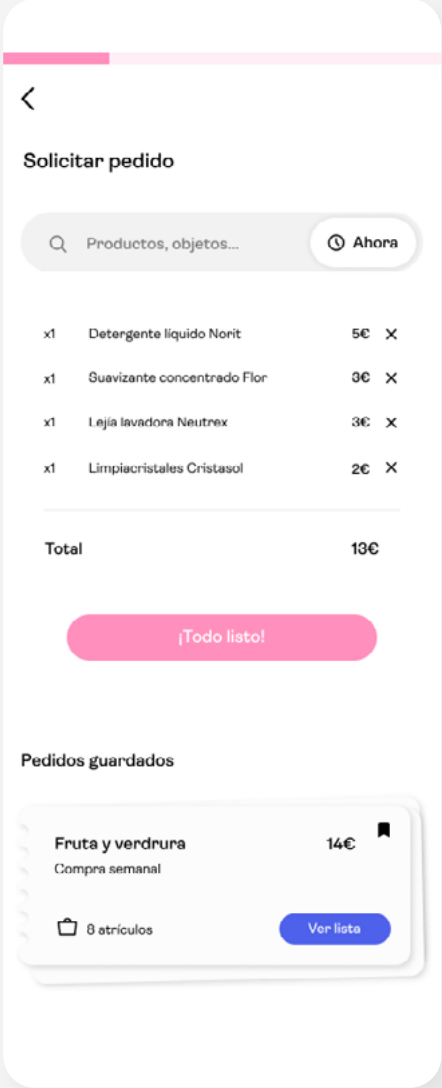 Solicitar pedido
Productos, objetos... Ahora
x1 Detergente líquido Norit 5€
x1 Suavizante concentrado Flor 3€
x1 Lejía lavadora Neutrex 3€
x1 Limpiacristales Cristasol 2€
Total 13€
¡Todo listo!
Pedidos guardados
Fruta y verdrura 14€
Compra semanal
8 atrículos Ver lista